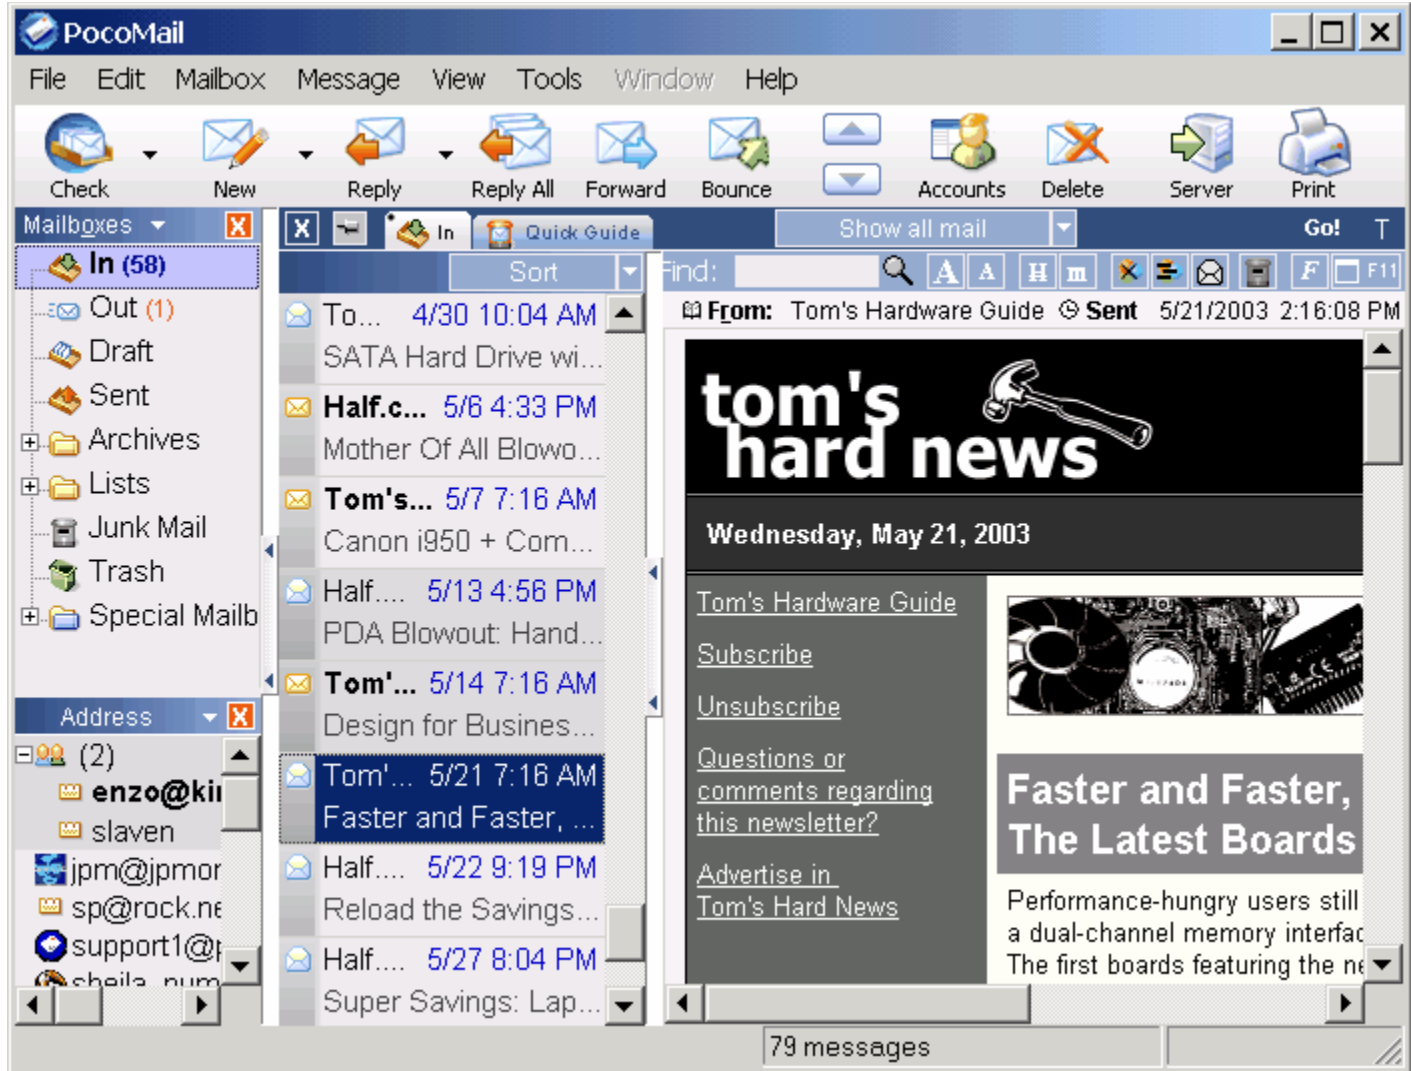 PocoMail
File Edit Mailbox Message View Tools Window Help
Check New Reply Reply All Forward Bounce Accounts Delete Server Print
Mailboxes
In (58)
Out (1)
Draft
Sent
Archives
Lists
Junk Mail
Trash
Special Mailb
Address
(2)
enzo@kin
slaven
jpm@jpmor
sp@rock.ne
support1@p
sheila_num
In Quick Guide Show all mail Go! T
Sort
To... 4/30 10:04 AM
SATA Hard Drive wi...
Half.c... 5/6 4:33 PM
Mother Of All Blowo...
Tom's... 5/7 7:16 AM
Canon i950 + Com...
Half.... 5/13 4:56 PM
PDA Blowout: Hand...
Tom'... 5/14 7:16 AM
Design for Busines...
Tom'... 5/21 7:16 AM
Faster and Faster, ...
Half.... 5/22 9:19 PM
Reload the Savings...
Half.... 5/27 8:04 PM
Super Savings: Lap...
Find: A A H m F F11
From: Tom's Hardware Guide Sent 5/21/2003 2:16:08 PM
tom's
hard news
Wednesday, May 21, 2003
Tom's Hardware Guide
Subscribe
Unsubscribe
Questions or
comments regarding
this newsletter?
Advertise in
Tom's Hard News
Faster and Faster,
The Latest Boards
Performance-hungry users still
a dual-channel memory interfac
The first boards featuring the ne
79 messages